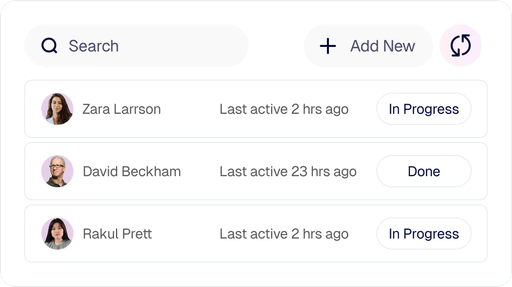 Search
Add New
Zara Larrson Last active 2 hrs ago In Progress
David Beckham Last active 23 hrs ago Done
Rakul Prett Last active 2 hrs ago In Progress